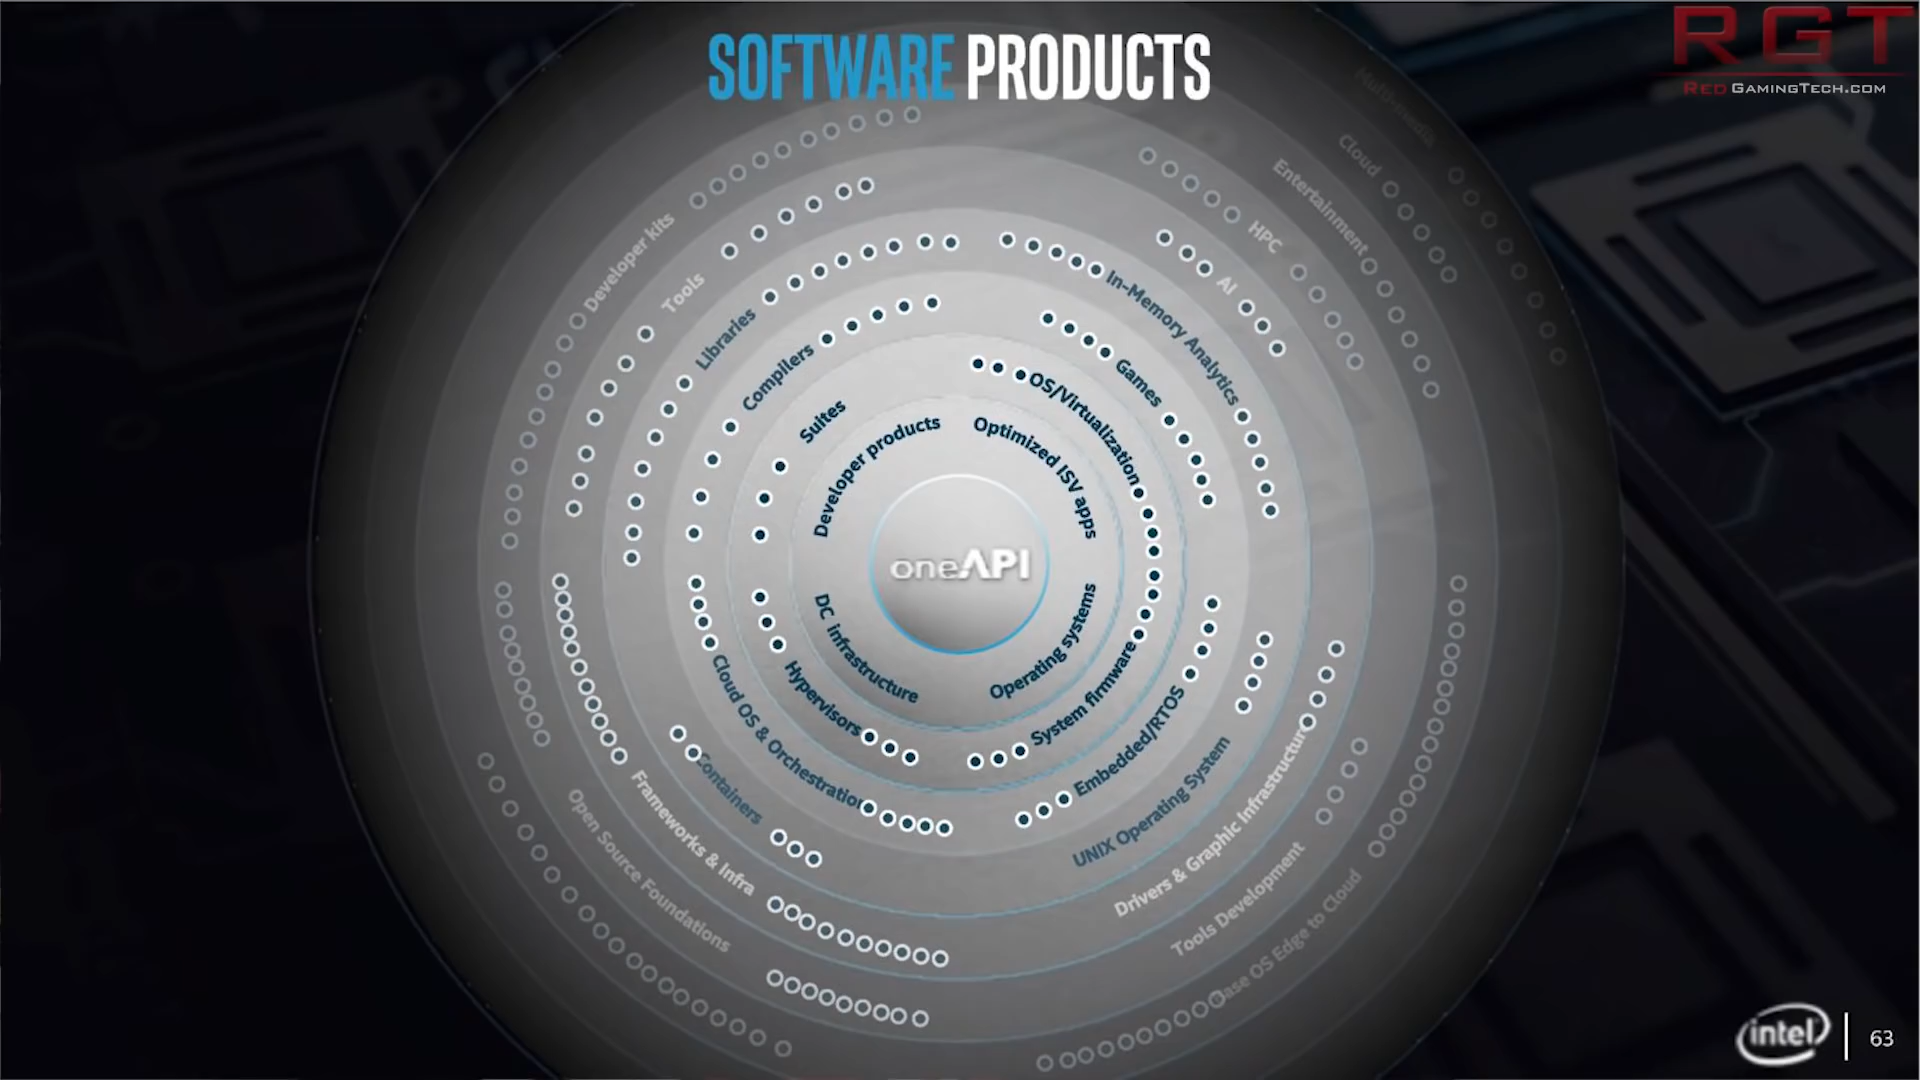 SOFTWARE PRODUCTS
RGT
REDGAMINGTECH.COM
Multi-media
Cloud
Entertainment
HPC
AI
In-Memory Analytics
Games
OS/Virtualization
Optimized ISV apps
Developer kits
Tools
Libraries
Compilers
Suites
Developer products
oneAPI
DC infrastructure
Hypervisors
Cloud OS & Orchestration
Containers
Frameworks & Infra
Open Source Foundations
Operating systems
System firmware
Embedded/RTOS
UNIX Operating System
Drivers & Graphic Infrastructure
Tools Development
Base OS Edge to Cloud
intel
63